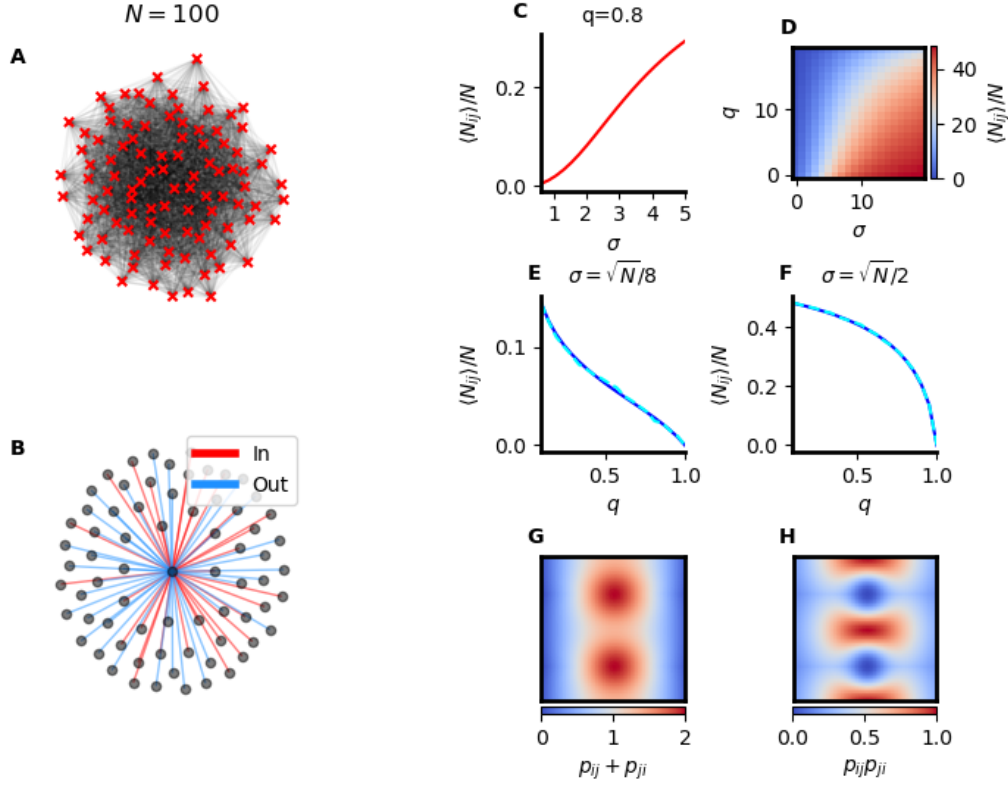 N = 100
A
B
In
Out
C
q=0.8
⟨N_ij⟩/N
0.2
0.0
1 2 3 4 5
σ
D
q
10
0
0 10
σ
40
20
0
⟨N_ij⟩/N
E
σ = √N/8
⟨N_ij⟩/N
0.1
0.0
0.5 1.0
q
F
σ = √N/2
⟨N_ij⟩/N
0.4
0.2
0.0
0.5 1.0
q
G
0 1 2
p_ij + p_ji
H
0.0 0.5 1.0
p_ij p_ji